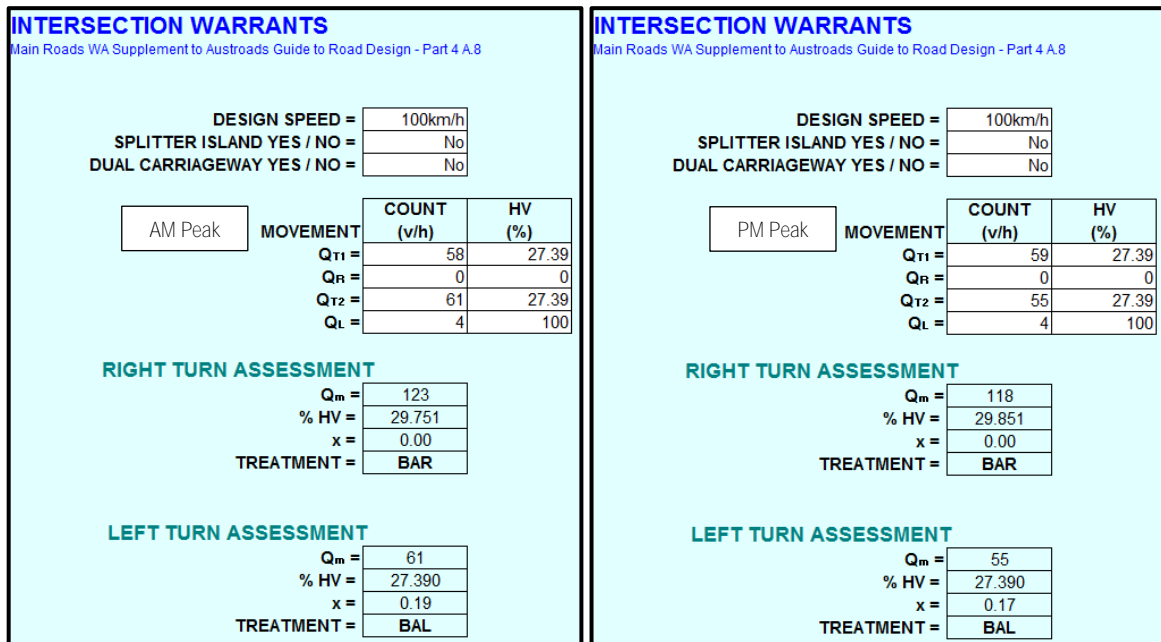 INTERSECTION WARRANTS
Main Roads WA Supplement to Austroads Guide to Road Design - Part 4 A.8
DESIGN SPEED = 100km/h
SPLITTER ISLAND YES / NO = No
DUAL CARRIAGEWAY YES / NO = No
COUNT HV
AM Peak MOVEMENT (v/h) (%)
QT1 = 58 27.39
QR = 0 0
QT2 = 61 27.39
QL = 4 100
RIGHT TURN ASSESSMENT
Qm = 123
% HV = 29.751
x = 0.00
TREATMENT = BAR
LEFT TURN ASSESSMENT
Qm = 61
% HV = 27.390
x = 0.19
TREATMENT = BAL
INTERSECTION WARRANTS
Main Roads WA Supplement to Austroads Guide to Road Design - Part 4 A.8
DESIGN SPEED = 100km/h
SPLITTER ISLAND YES / NO = No
DUAL CARRIAGEWAY YES / NO = No
COUNT HV
PM Peak MOVEMENT (v/h) (%)
QT1 = 59 27.39
QR = 0 0
QT2 = 55 27.39
QL = 4 100
RIGHT TURN ASSESSMENT
Qm = 118
% HV = 29.851
x = 0.00
TREATMENT = BAR
LEFT TURN ASSESSMENT
Qm = 55
% HV = 27.390
x = 0.17
TREATMENT = BAL